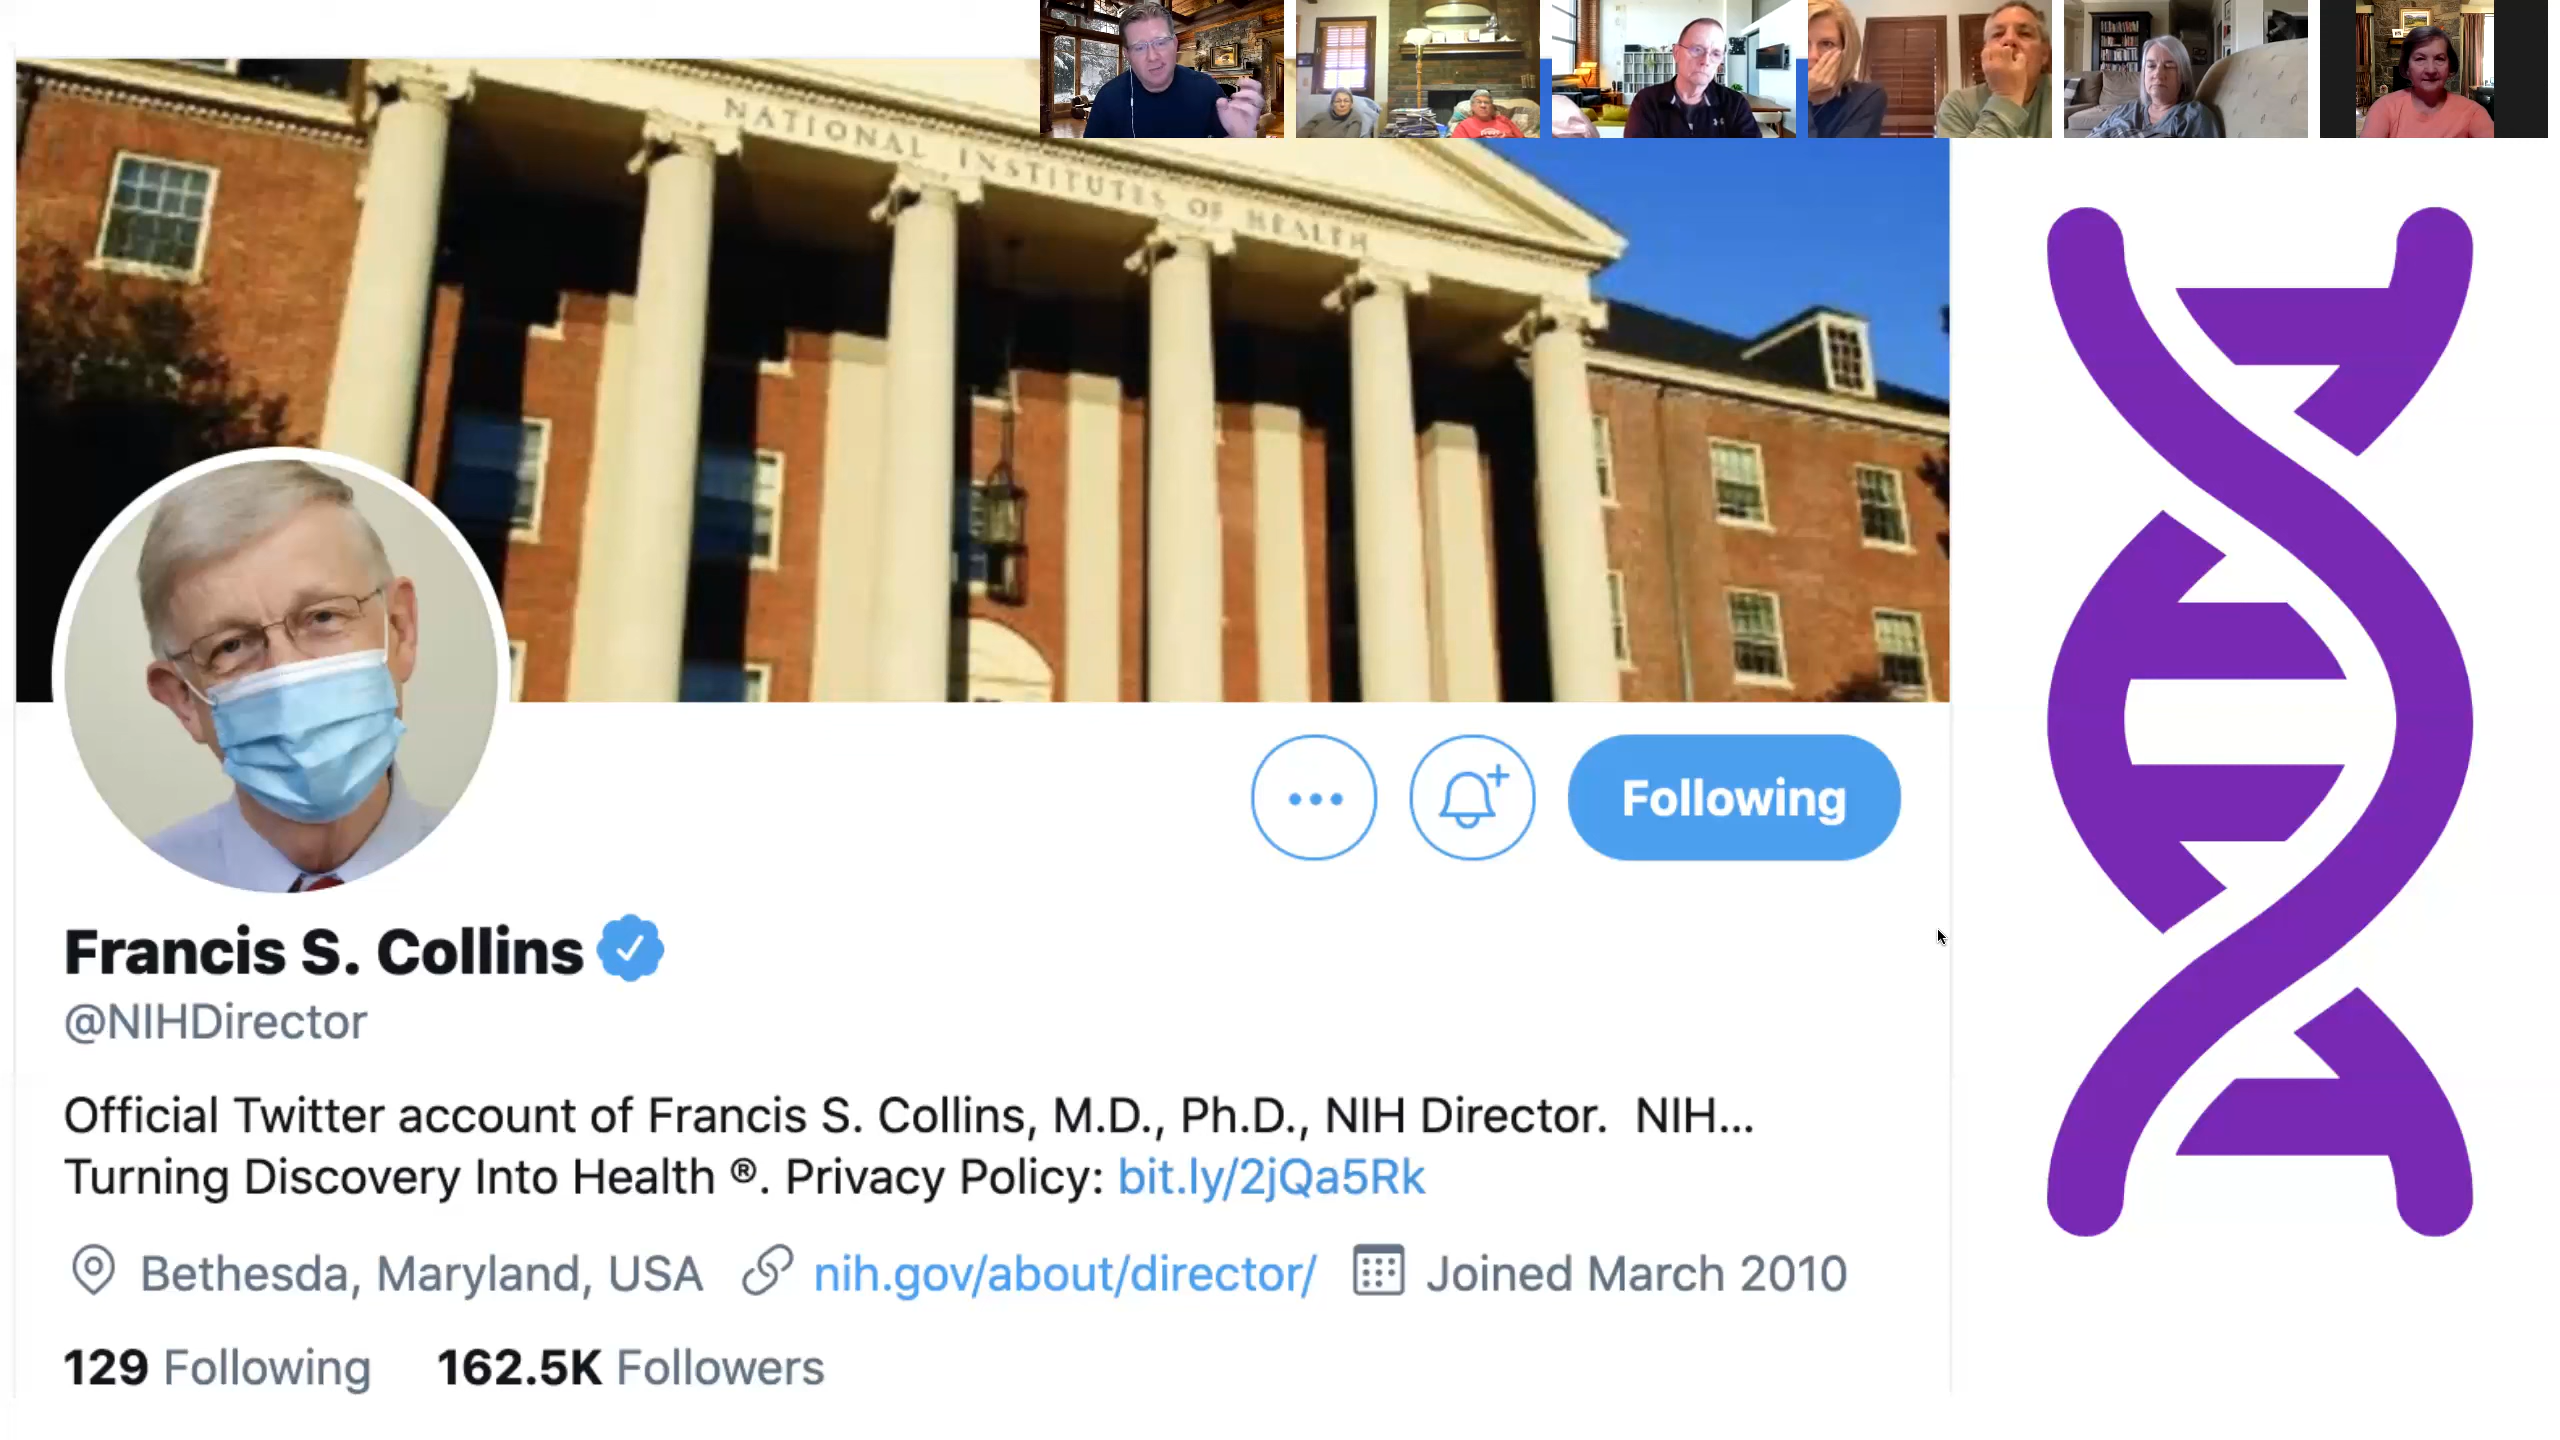 NATIONAL INSTITUTES OF HEALTH
Following
Francis S. Collins
@NIHDirector
Official Twitter account of Francis S. Collins, M.D., Ph.D., NIH Director.  NIH...
Turning Discovery Into Health ®. Privacy Policy: bit.ly/2jQa5Rk
Bethesda, Maryland, USA nih.gov/about/director/ Joined March 2010
129 Following 162.5K Followers